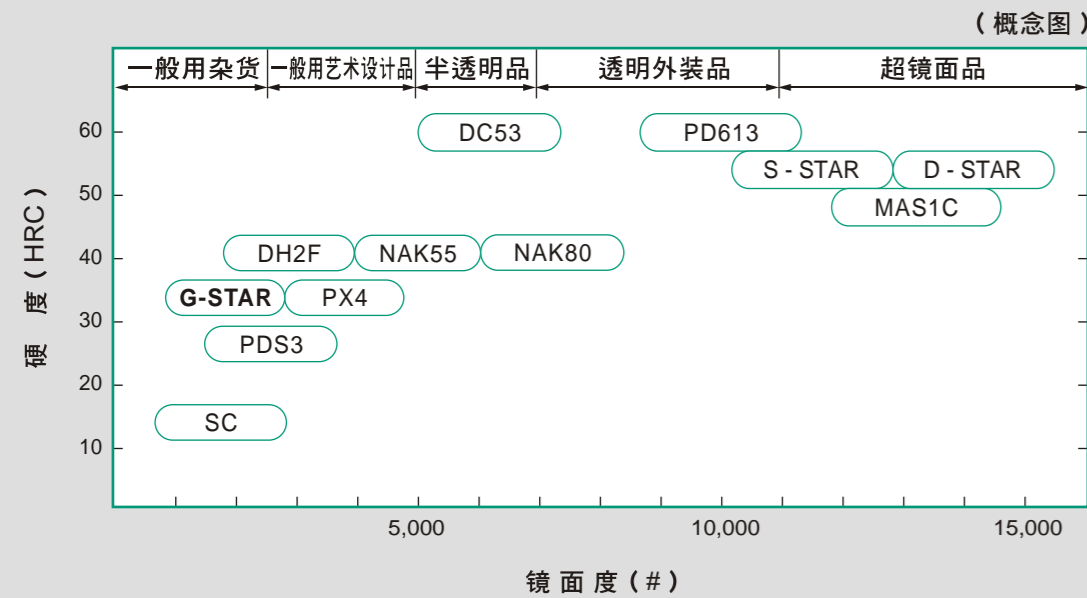 （概念图）
一般用杂货 一般用艺术设计品 半透明品 透明外装品 超镜面品
60 DC53 PD613
S - STAR D - STAR
50 MAS1C
40 DH2F NAK55 NAK80
G-STAR PX4
30
PDS3
20
SC
10
硬 度（HRC）
5,000 10,000 15,000
镜 面 度（#）